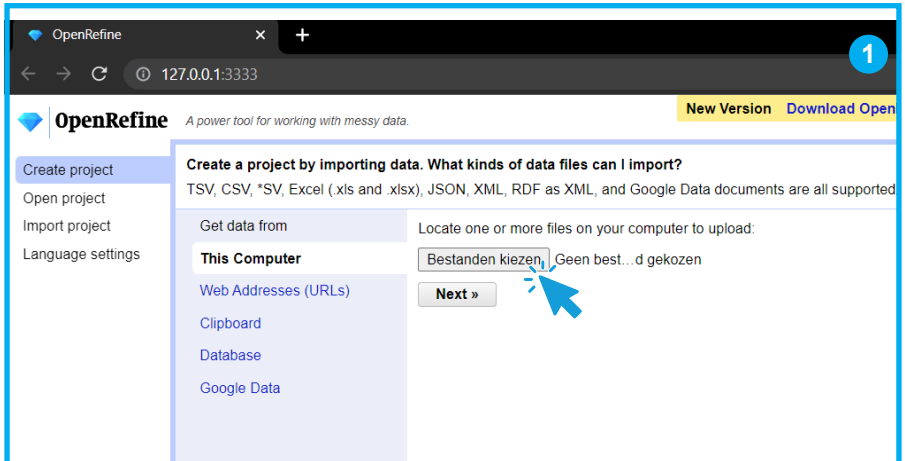 OpenRefine
1
127.0.0.1:3333
OpenRefine A power tool for working with messy data.
New Version Download Open
Create project
Open project
Import project
Language settings
Create a project by importing data. What kinds of data files can I import?
TSV, CSV, *SV, Excel (.xls and .xlsx), JSON, XML, RDF as XML, and Google Data documents are all supported
Get data from
This Computer
Web Addresses (URLs)
Clipboard
Database
Google Data
Locate one or more files on your computer to upload:
Bestanden kiezen Geen best…d gekozen
Next »